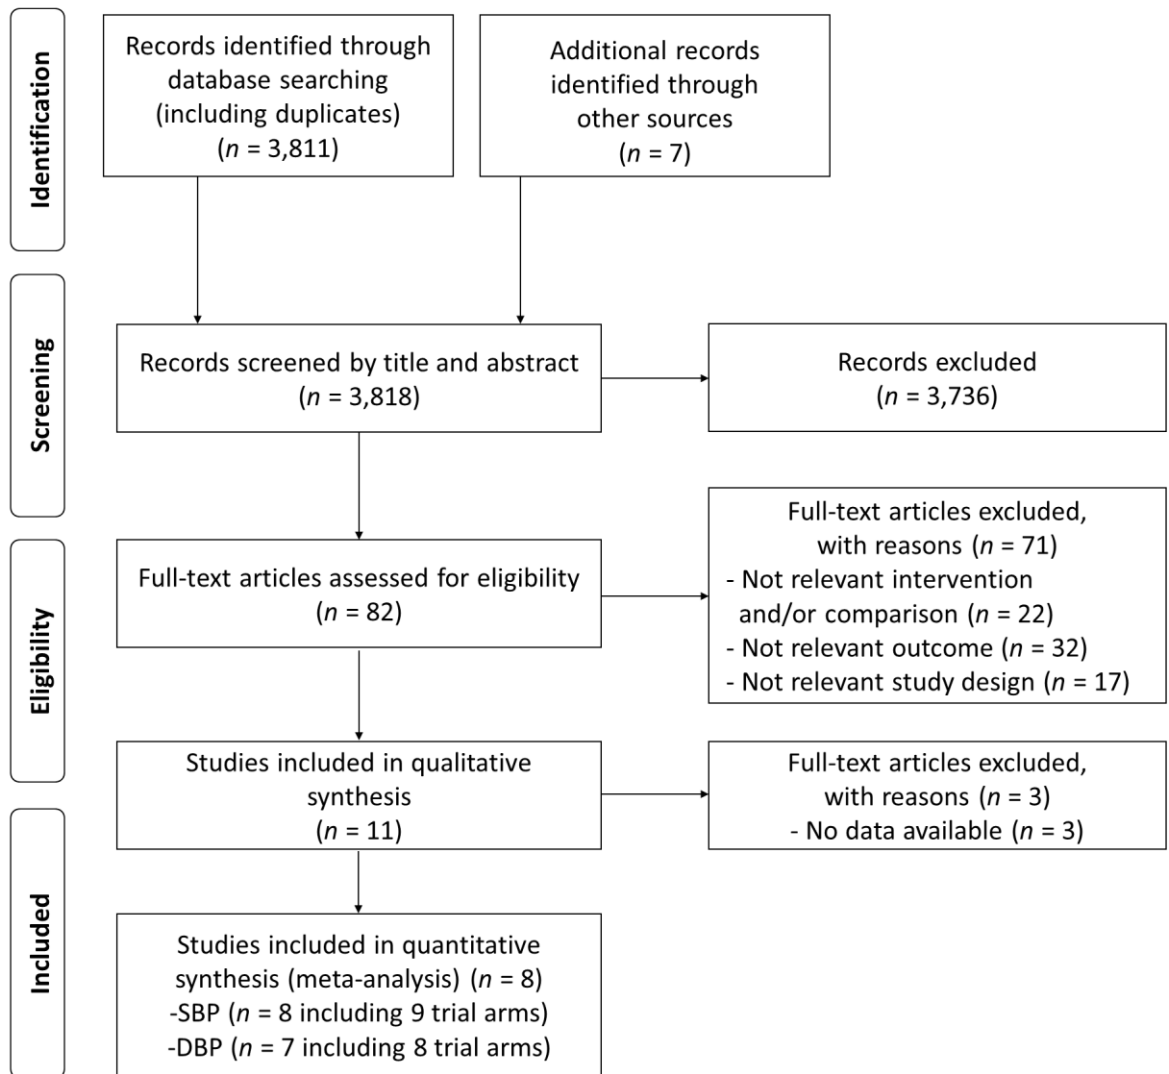 Identification
Records identified through
database searching
(including duplicates)
(n = 3,811)
Additional records
identified through
other sources
(n = 7)
Screening
Records screened by title and abstract
(n = 3,818)
Records excluded
(n = 3,736)
Eligibility
Full-text articles assessed for eligibility
(n = 82)
Full-text articles excluded,
with reasons (n = 71)
- Not relevant intervention
and/or comparison (n = 22)
- Not relevant outcome (n = 32)
- Not relevant study design (n = 17)
Studies included in qualitative
synthesis
(n = 11)
Full-text articles excluded,
with reasons (n = 3)
- No data available (n = 3)
Included
Studies included in quantitative
synthesis (meta-analysis) (n = 8)
-SBP (n = 8 including 9 trial arms)
-DBP (n = 7 including 8 trial arms)